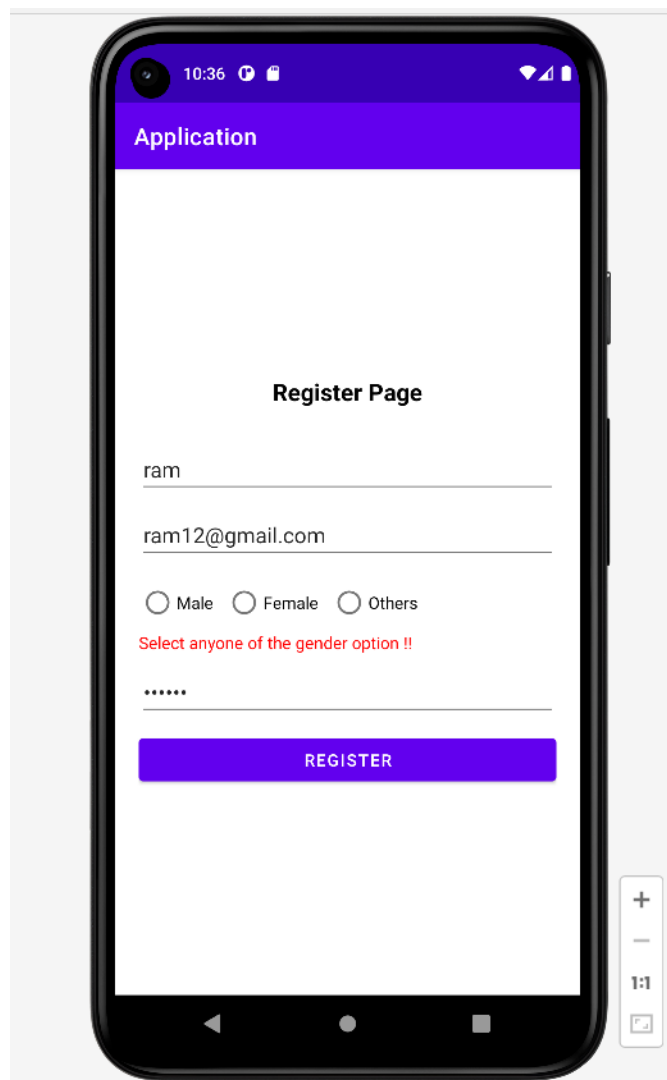 10:36
Application
Register Page
ram
ram12@gmail.com
Male Female Others
Select anyone of the gender option !!
••••••
REGISTER
1:1